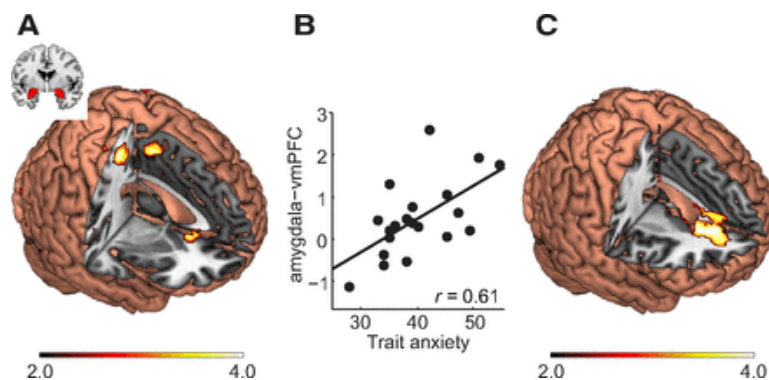 A
B
C
3
2
1
0
−1
amygdala−vmPFC
r = 0.61
30 40 50
Trait anxiety
2.0 4.0
2.0 4.0